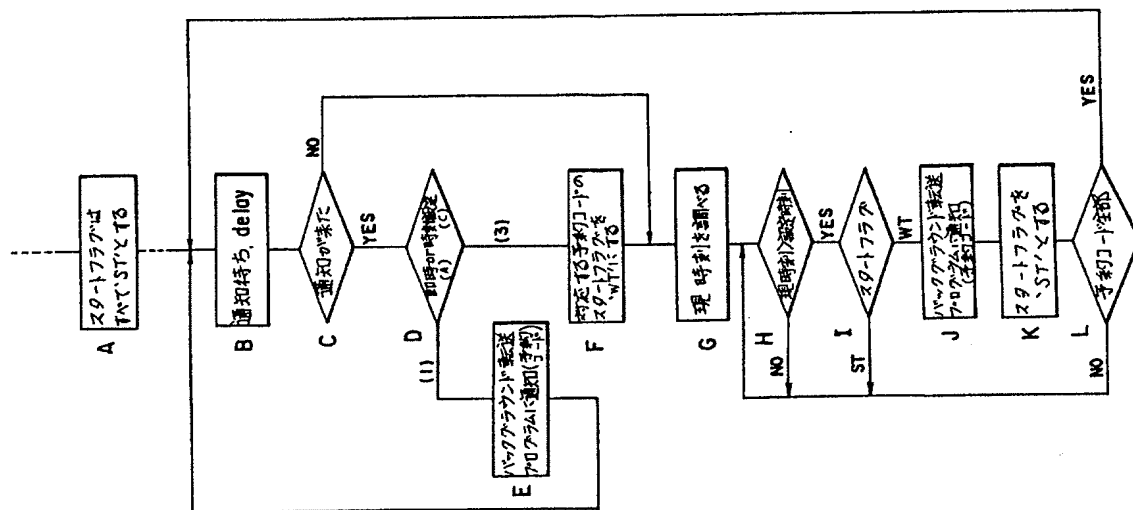 A
スタートフラグは
すべて'ST'とする
B
通知待ち, delay
C
通知が来た
NO
YES
D
即時or時刻搬送
(A)
(C)
(1)
(3)
E
バックグラウンド転送
プログラムに通知(予約
コード)
F
対応する予約コードの
スタートフラグを
'WT'にする
G
現時刻を調べる
H
現時刻>搬送時刻
NO
YES
I
スタートフラグ
ST
WT
J
バックグラウンド転送
プログラムに通知
(予約コード)
K
スタートフラグを
'ST'とする
L
予約コード全部
NO
YES